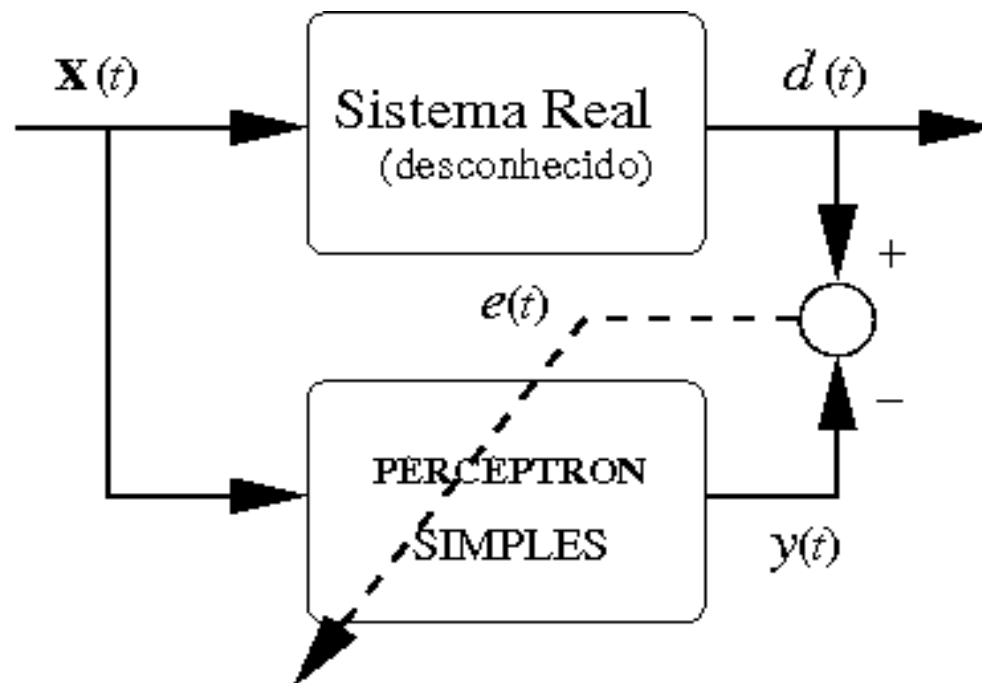 x(t)
Sistema Real
(desconhecido)
d(t)
+
e(t)
−
PERCEPTRON
SIMPLES
y(t)